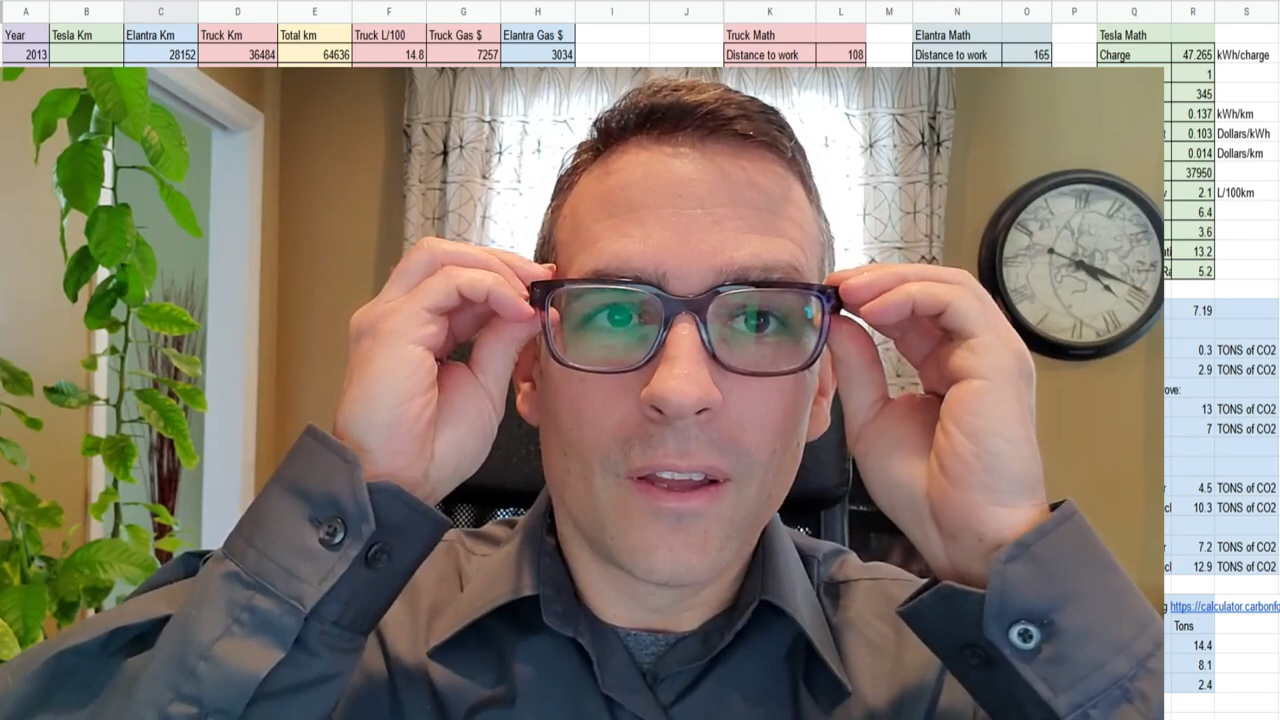 A B C D E F G H I J K L M N O P Q R S
Year Tesla Km Elantra Km Truck Km Total km Truck L/100 Truck Gas $ Elantra Gas $ Truck Math Elantra Math Tesla Math
2013 28152 36484 64636 14.8 7257 3034 Distance to work 108 Distance to work 165 Charge 47.265 kWh/charge
1
345
0.137 kWh/km
0.103 Dollars/kWh
0.014 Dollars/km
37950
2.1 L/100km
6.4
3.6
13.2
5.2
7.19
0.3 TONS of CO2
2.9 TONS of CO2
ove:
13 TONS of CO2
7 TONS of CO2
4.5 TONS of CO2
10.3 TONS of CO2
7.2 TONS of CO2
12.9 TONS of CO2
g https://calculator.carbonfo
Tons
14.4
8.1
2.4